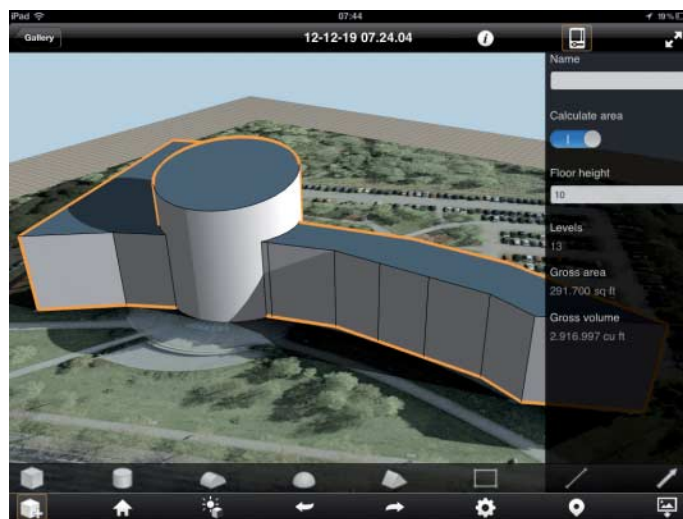 iPad 07:44 19%
Gallery 12-12-19 07.24.04
Name
Calculate area
Floor height
10
Levels
13
Gross area
291.700 sq ft
Gross volume
2.916.997 cu ft